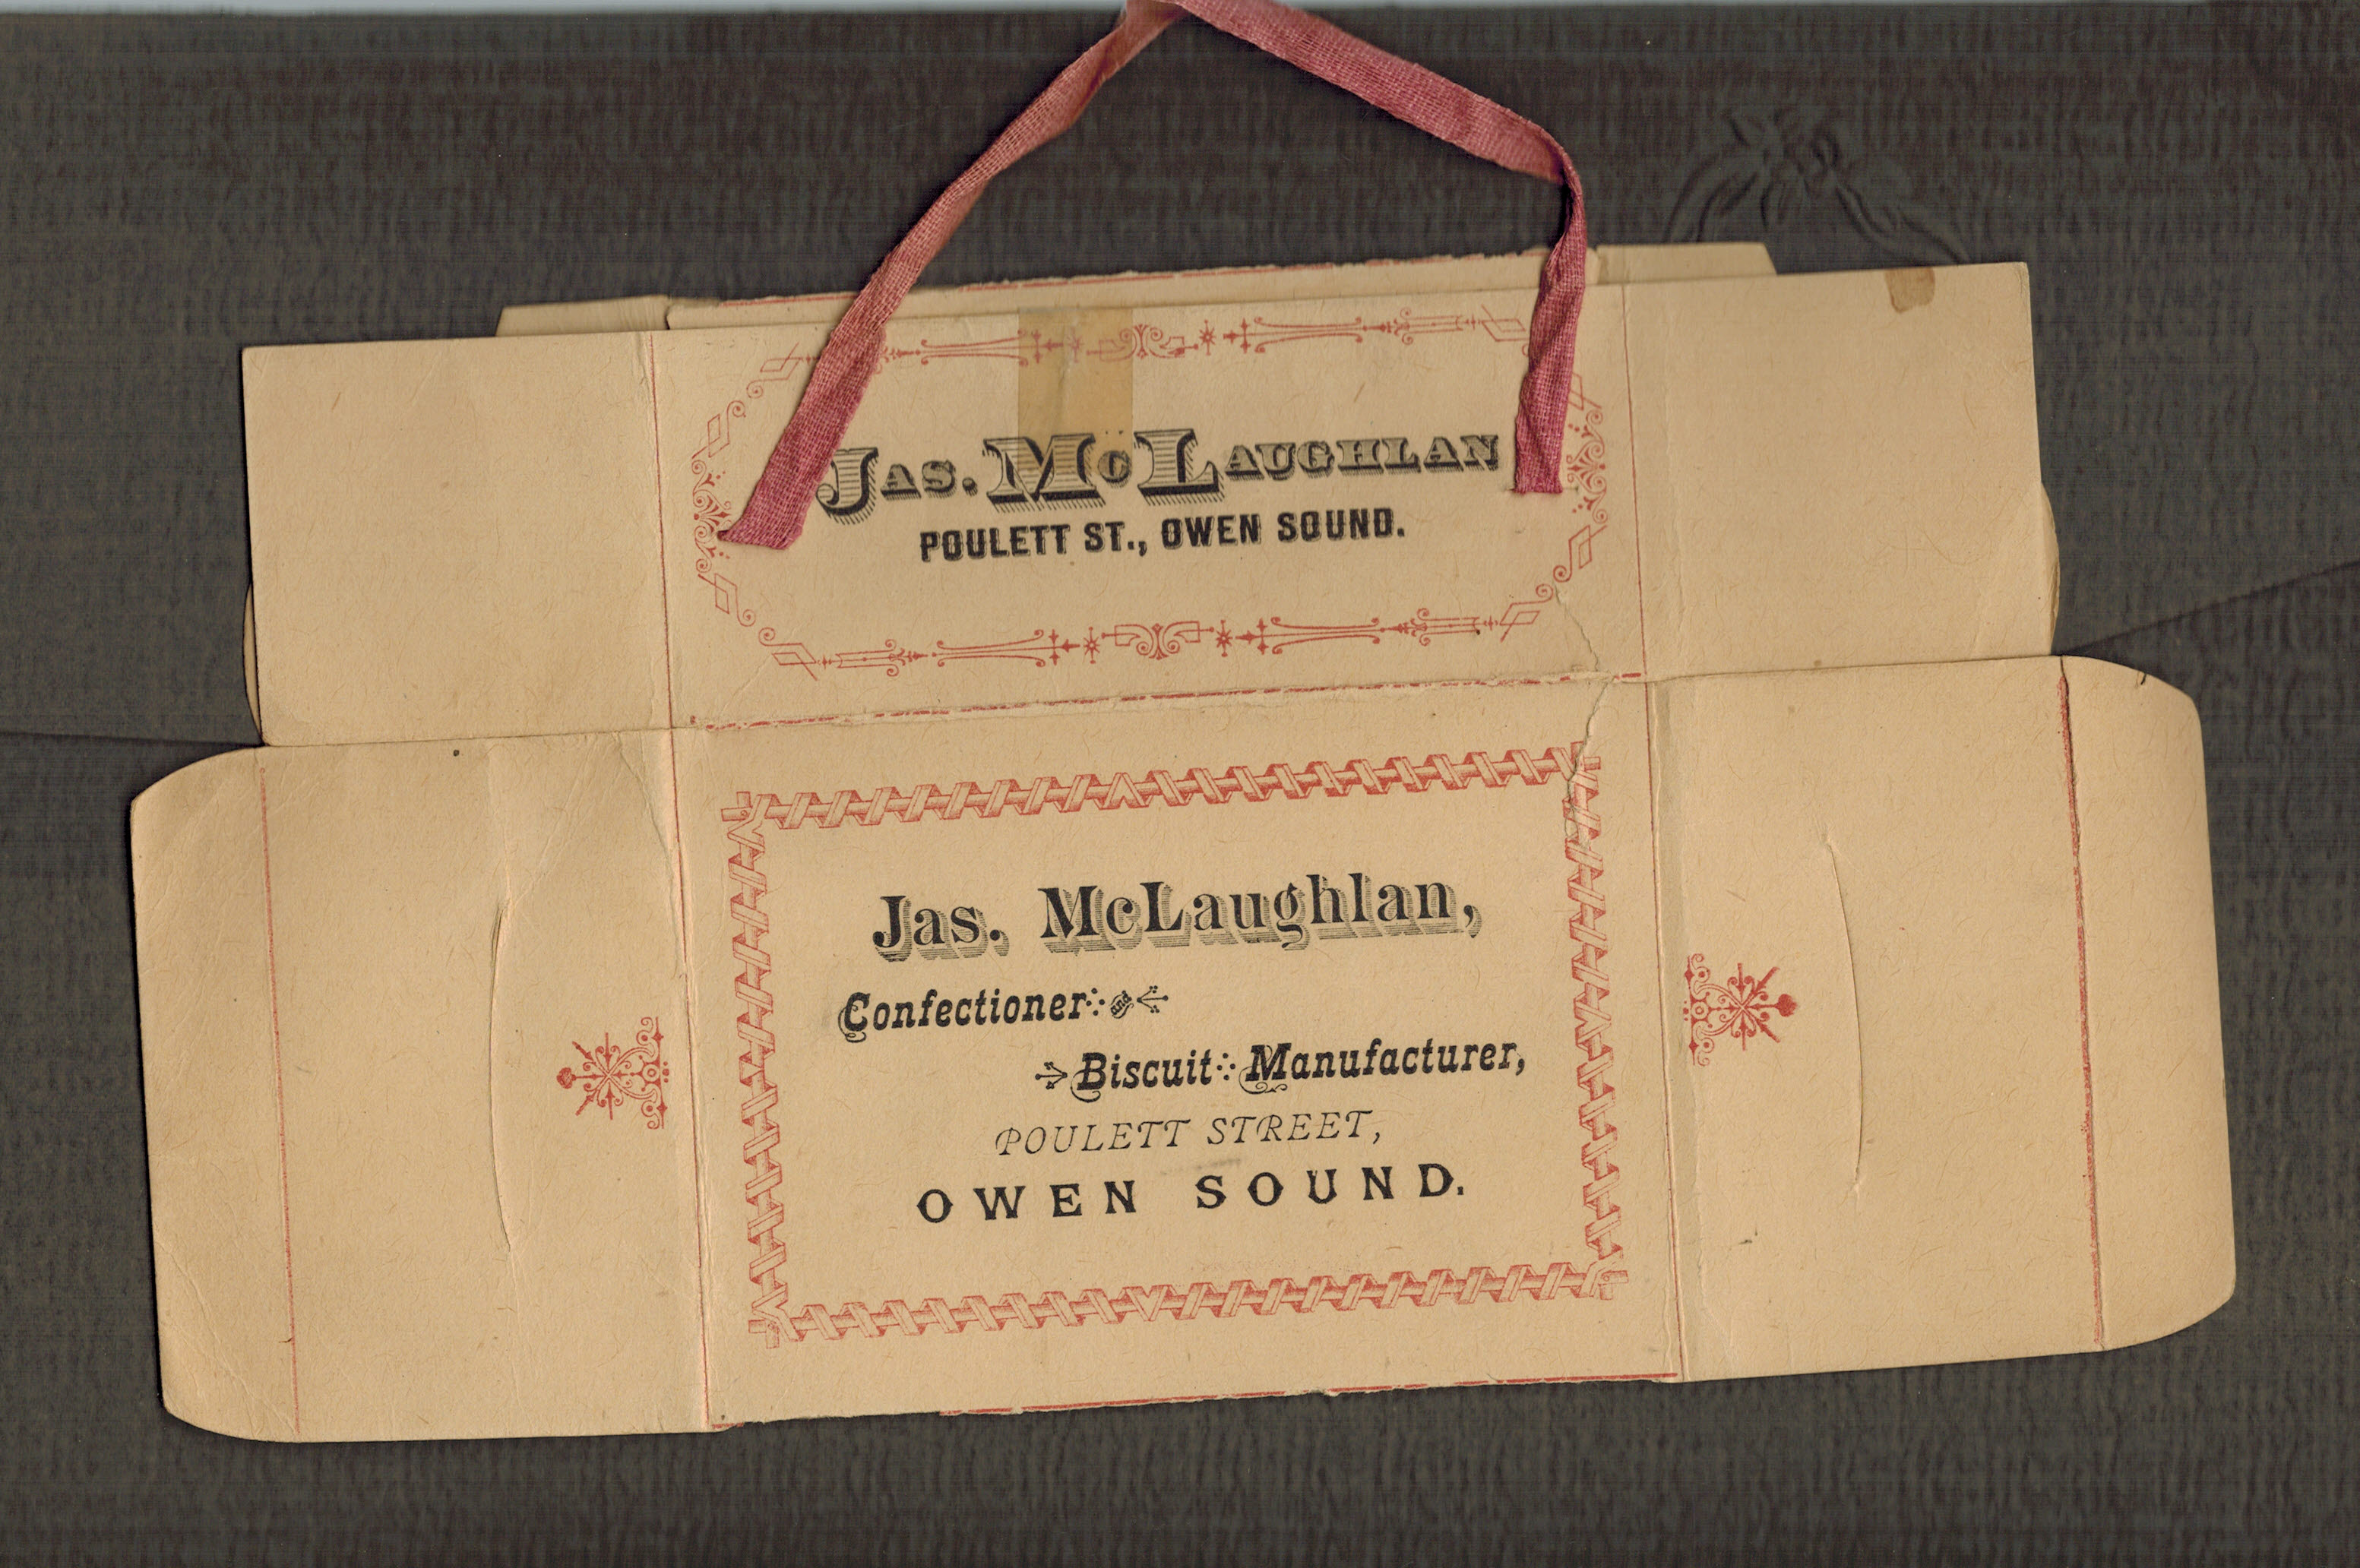 JAS. McLAUGHLAN
POULETT ST., OWEN SOUND.
Jas. McLaughlan,
Confectioner
Biscuit Manufacturer,
POULETT STREET,
OWEN SOUND.